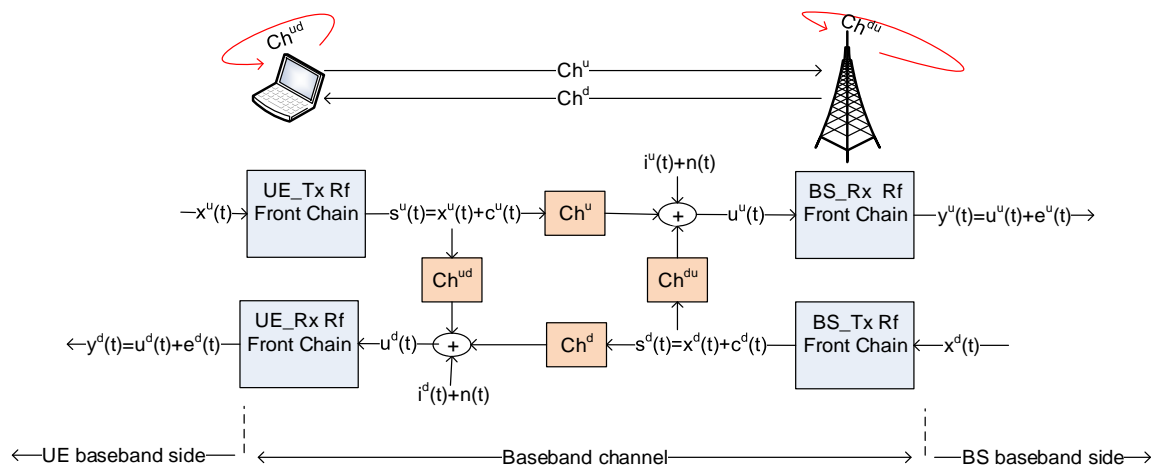 Ch^ud
Ch^du
Ch^u
Ch^d
i^u(t)+n(t)
x^u(t)
UE_Tx Rf
Front Chain
s^u(t)=x^u(t)+c^u(t)
Ch^u
+
u^u(t)
BS_Rx Rf
Front Chain
y^u(t)=u^u(t)+e^u(t)
Ch^ud
Ch^du
y^d(t)=u^d(t)+e^d(t)
UE_Rx Rf
Front Chain
u^d(t)
+
Ch^d
s^d(t)=x^d(t)+c^d(t)
BS_Tx Rf
Front Chain
x^d(t)
i^d(t)+n(t)
UE baseband side
Baseband channel
BS baseband side